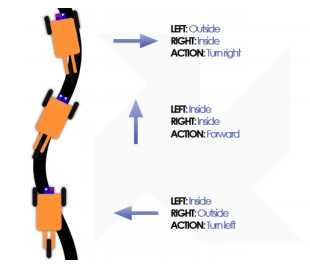 LEFT: Outside
RIGHT: Inside
ACTION: Turn right
LEFT: Inside
RIGHT: Inside
ACTION: Forward
LEFT: Inside
RIGHT: Outside
ACTION: Turn left